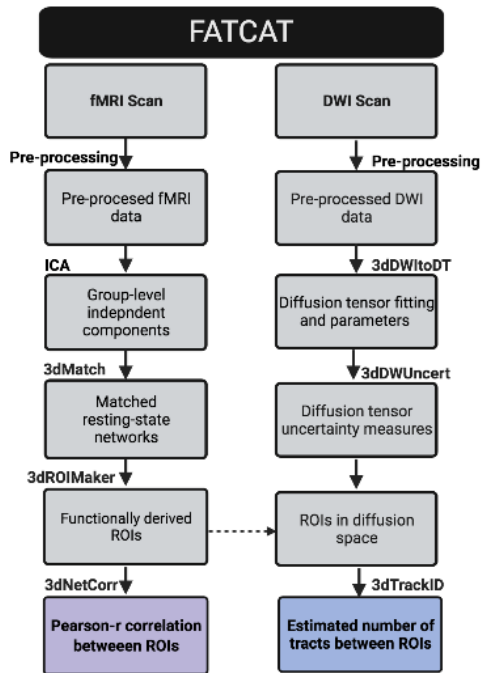 FATCAT
fMRI Scan
DWI Scan
Pre-processing
Pre-processing
Pre-procesed fMRI
data
Pre-processed DWI
data
ICA
3dDWItoDT
Group-level
indepndent
components
Diffusion tensor fitting
and parameters
3dMatch
3dDWUncert
Matched
resting-state
networks
Diffusion tensor
uncertainty measures
3dROIMaker
Functionally derived
ROIs
ROIs in diffusion
space
3dNetCorr
3dTrackID
Pearson-r correlation
betweeen ROIs
Estimated number of
tracts between ROIs